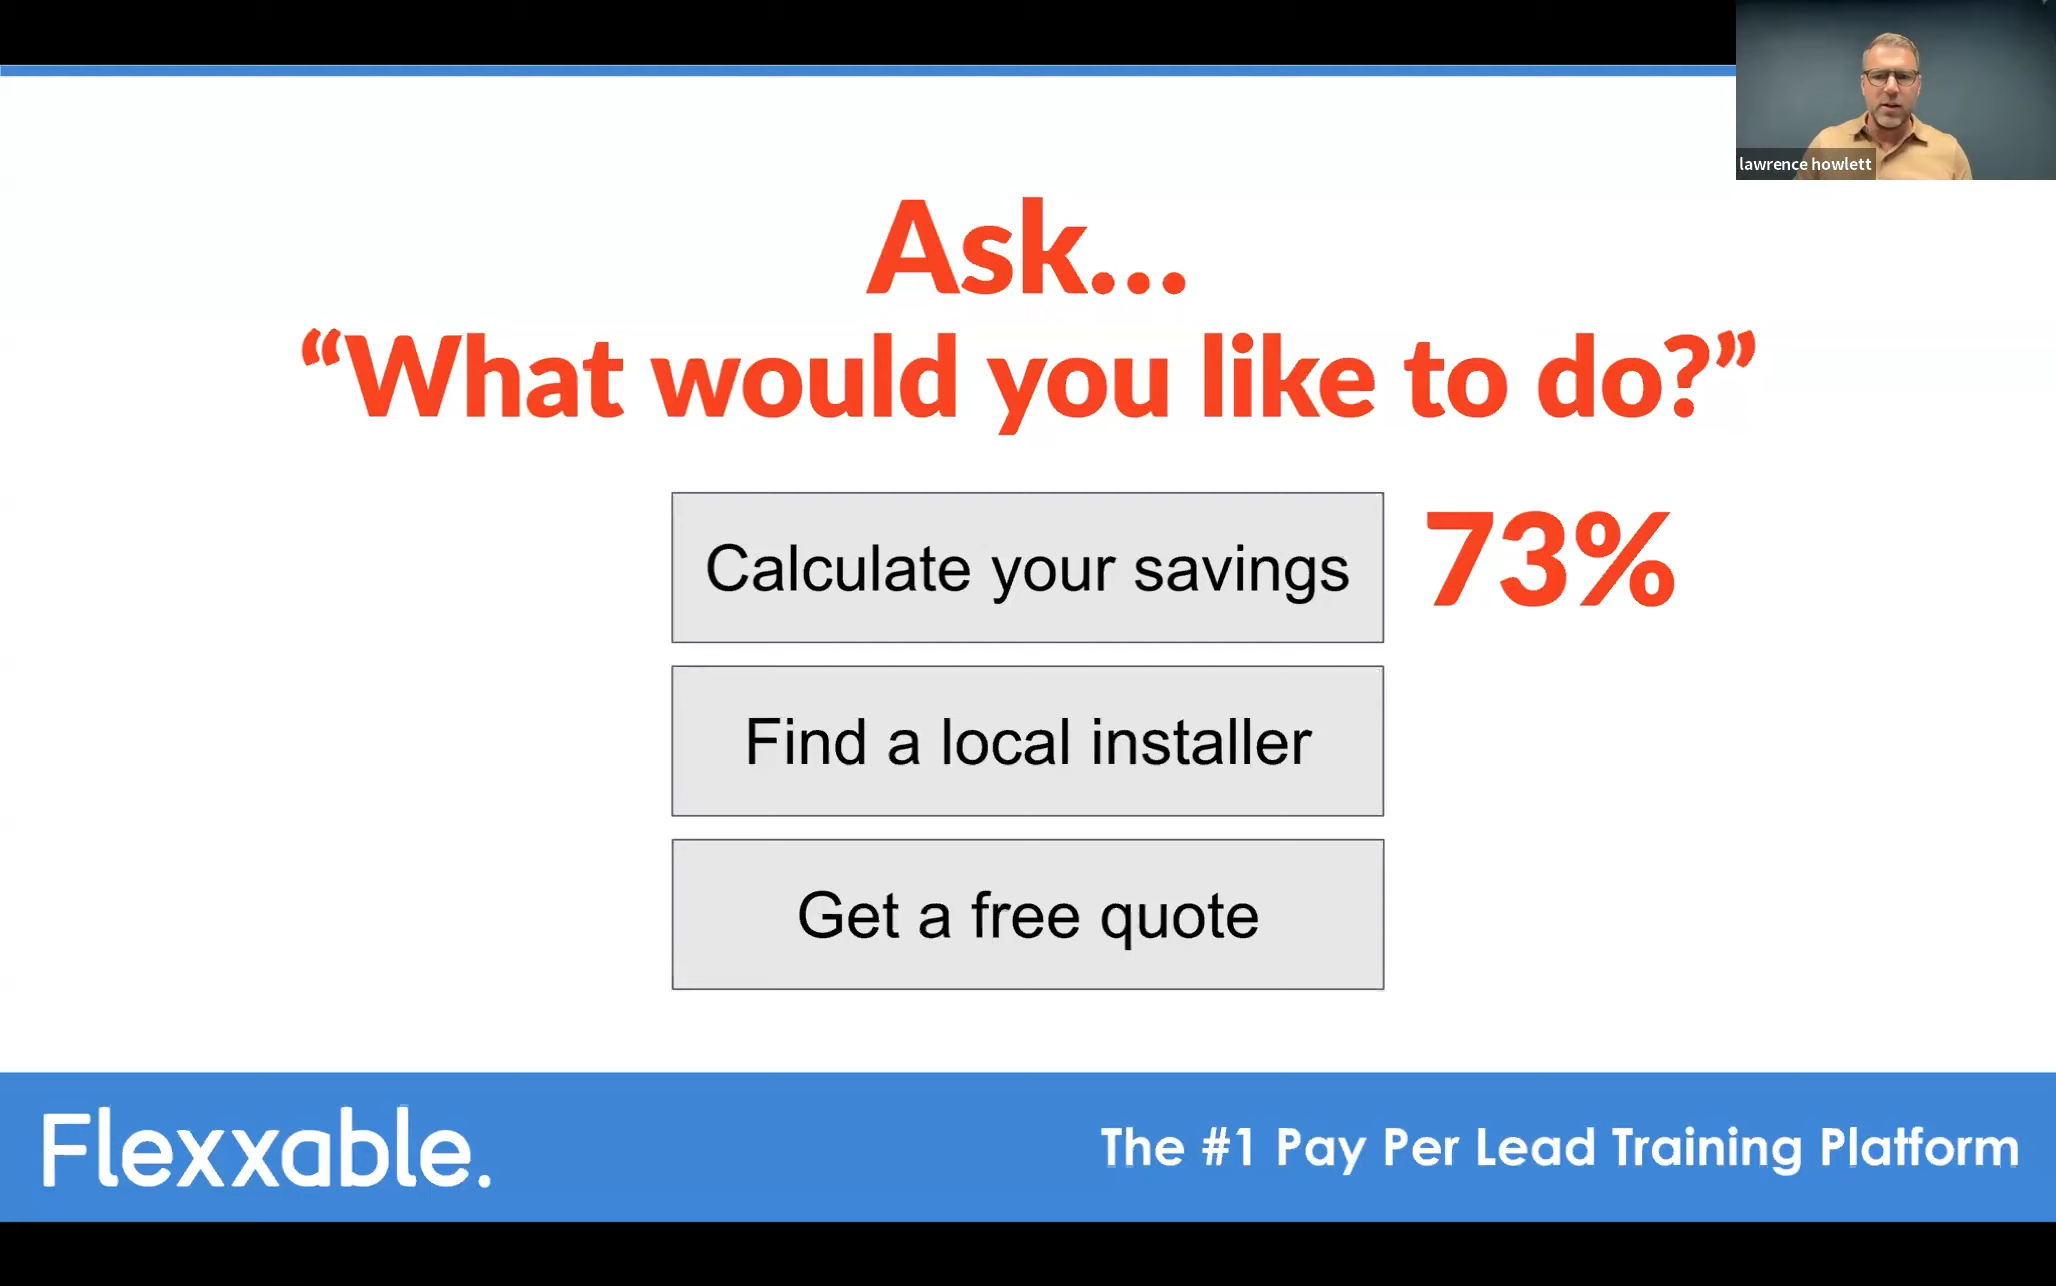 lawrence howlett
Ask...
“What would you like to do?”
Calculate your savings
73%
Find a local installer
Get a free quote
Flexxable.
The #1 Pay Per Lead Training Platform